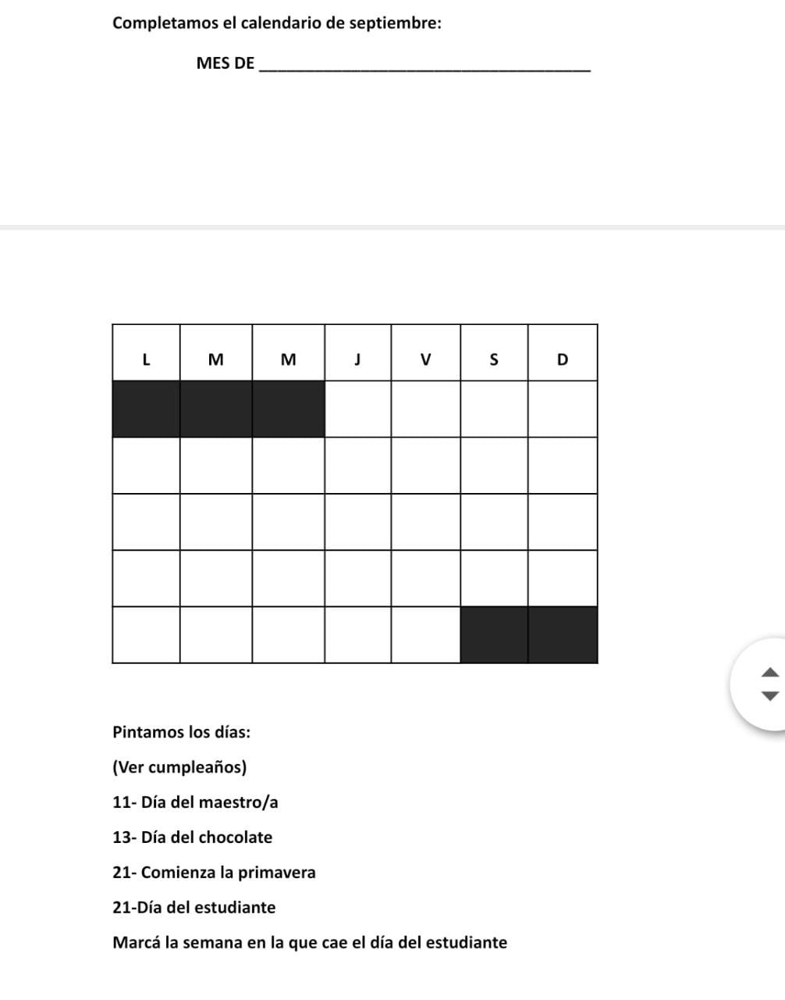 Completamos el calendario de septiembre:
MES DE ____________________________________
L M M J V S D
Pintamos los días:
(Ver cumpleaños)
11- Día del maestro/a
13- Día del chocolate
21- Comienza la primavera
21-Día del estudiante
Marcá la semana en la que cae el día del estudiante